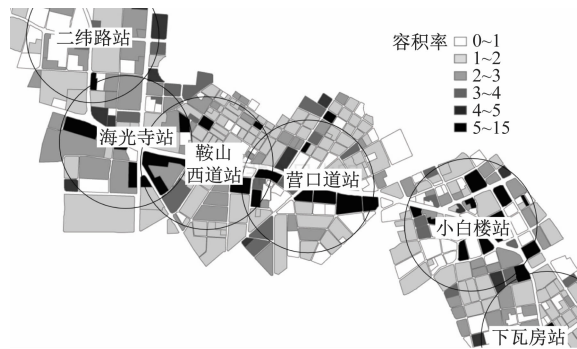 二纬路站
容积率
0~1
1~2
2~3
3~4
4~5
5~15
海光寺站
鞍山
西道站
营口道站
小白楼站
下瓦房站